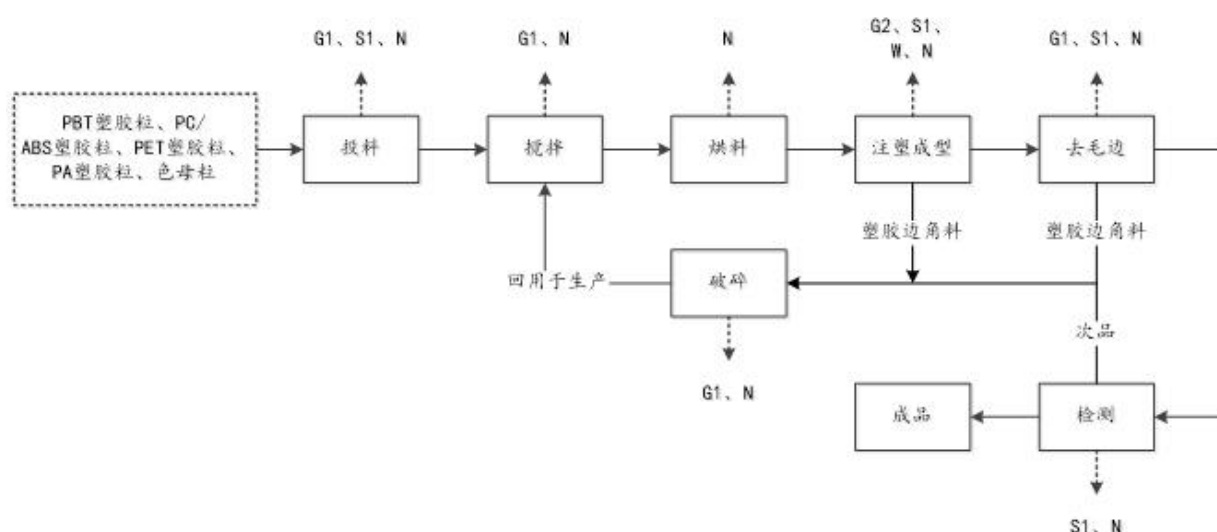 G1、S1、N
G1、N
N
G2、S1、
W、N
G1、S1、N
PBT塑胶粒、PC/
ABS塑胶粒、PET塑胶粒、
PA塑胶粒、色母粒
投料
搅拌
烘料
注塑成型
去毛边
塑胶边角料
塑胶边角料
回用于生产
破碎
次品
G1、N
成品
检测
S1、N